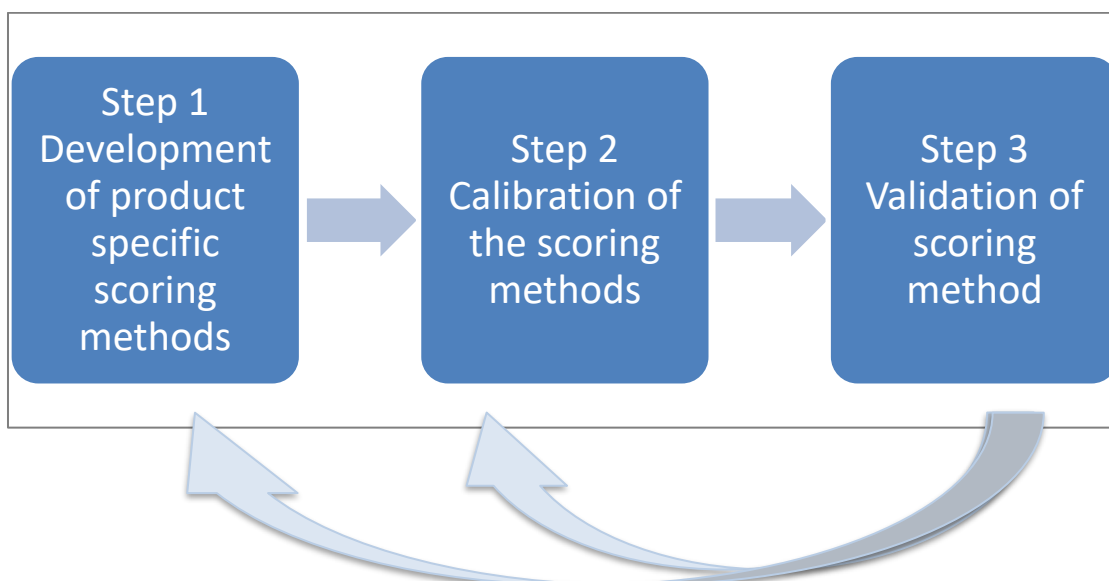 Step 1
Development
of product
specific
scoring
methods
Step 2
Calibration of
the scoring
methods
Step 3
Validation of
scoring
method